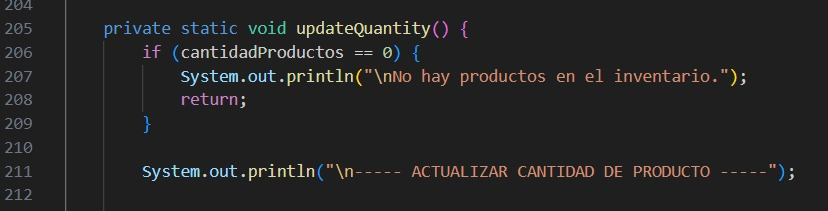 204
205 private static void updateQuantity() {
206 if (cantidadProductos == 0) {
207 System.out.println("\nNo hay productos en el inventario.");
208 return;
209 }
210
211 System.out.println("\n----- ACTUALIZAR CANTIDAD DE PRODUCTO -----");
212